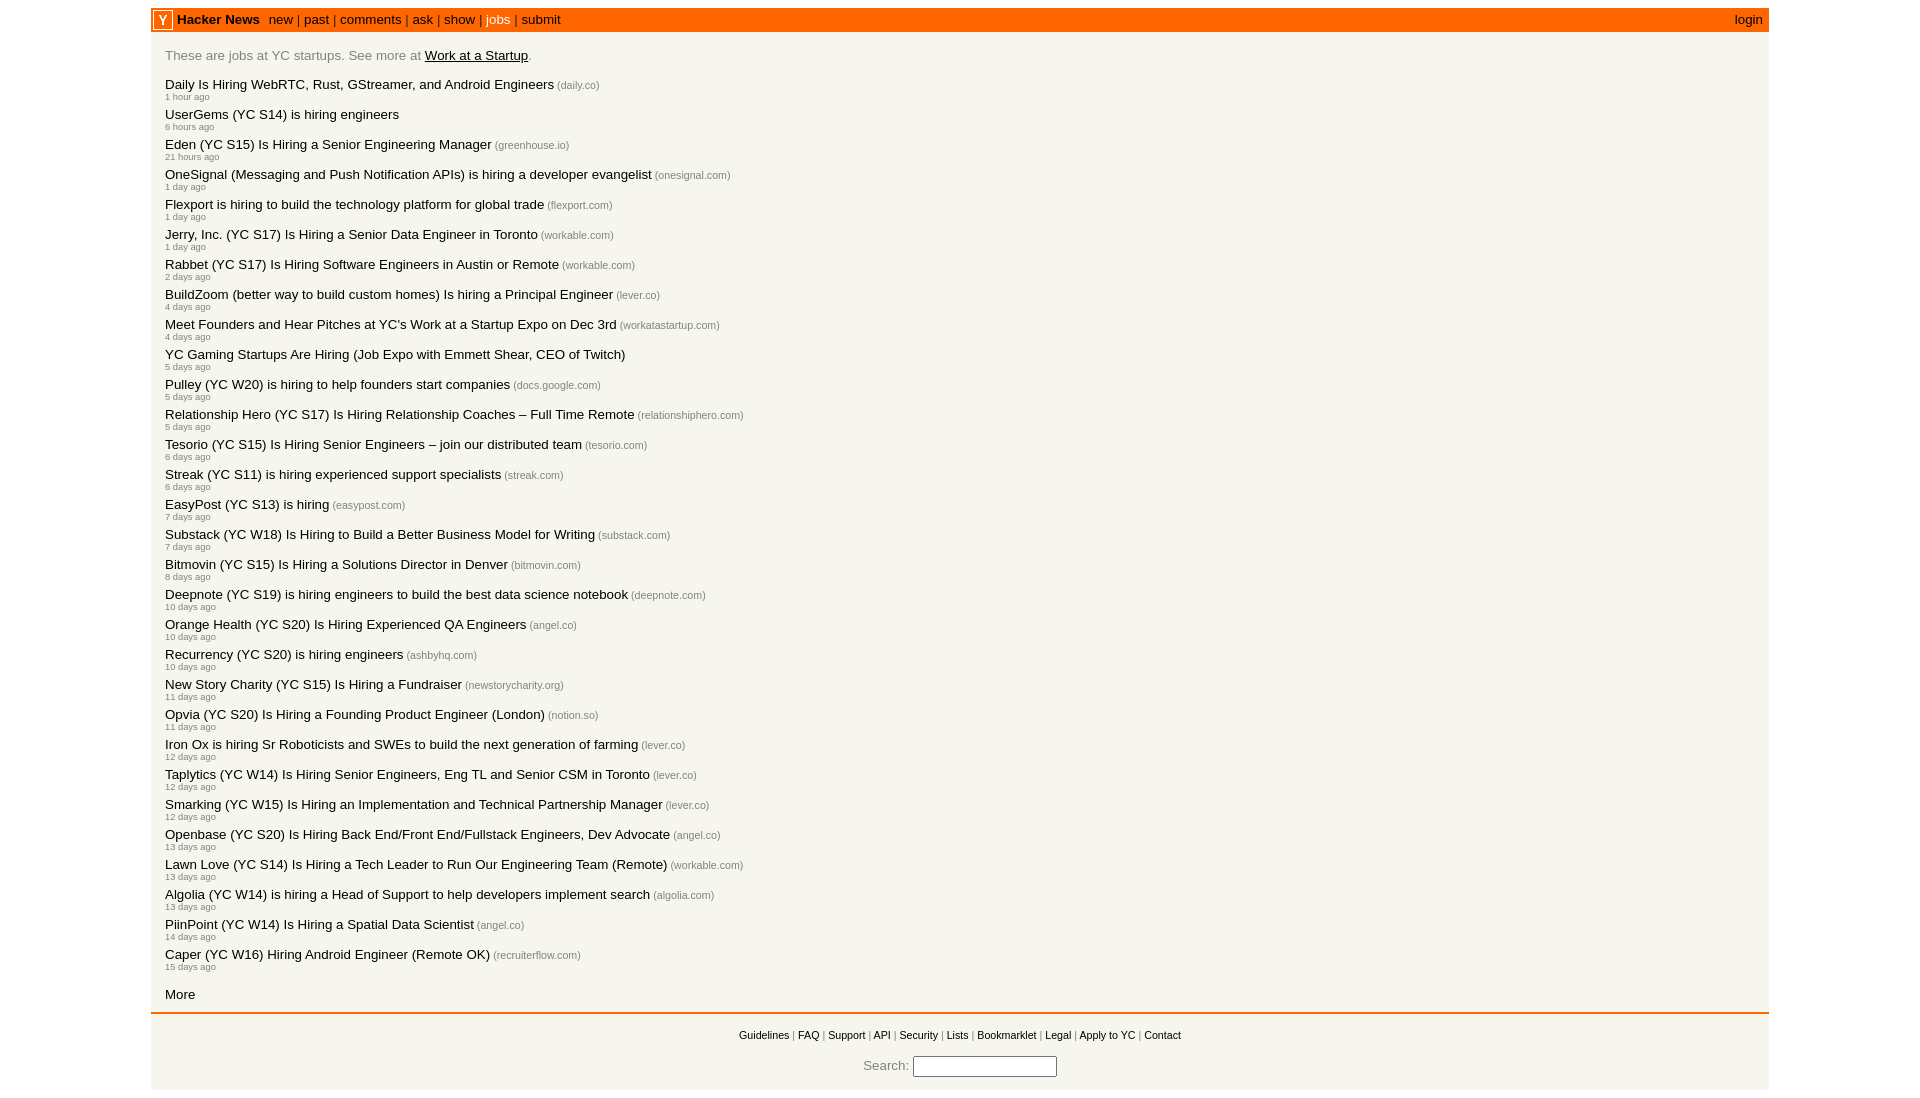 Y Hacker News new | past | comments | ask | show | jobs | submit login
These are jobs at YC startups. See more at Work at a Startup.
Daily Is Hiring WebRTC, Rust, GStreamer, and Android Engineers (daily.co)
1 hour ago
UserGems (YC S14) is hiring engineers
6 hours ago
Eden (YC S15) Is Hiring a Senior Engineering Manager (greenhouse.io)
21 hours ago
OneSignal (Messaging and Push Notification APIs) is hiring a developer evangelist (onesignal.com)
1 day ago
Flexport is hiring to build the technology platform for global trade (flexport.com)
1 day ago
Jerry, Inc. (YC S17) Is Hiring a Senior Data Engineer in Toronto (workable.com)
1 day ago
Rabbet (YC S17) Is Hiring Software Engineers in Austin or Remote (workable.com)
2 days ago
BuildZoom (better way to build custom homes) Is hiring a Principal Engineer (lever.co)
4 days ago
Meet Founders and Hear Pitches at YC's Work at a Startup Expo on Dec 3rd (workatastartup.com)
4 days ago
YC Gaming Startups Are Hiring (Job Expo with Emmett Shear, CEO of Twitch)
5 days ago
Pulley (YC W20) is hiring to help founders start companies (docs.google.com)
5 days ago
Relationship Hero (YC S17) Is Hiring Relationship Coaches – Full Time Remote (relationshiphero.com)
5 days ago
Tesorio (YC S15) Is Hiring Senior Engineers – join our distributed team (tesorio.com)
6 days ago
Streak (YC S11) is hiring experienced support specialists (streak.com)
6 days ago
EasyPost (YC S13) is hiring (easypost.com)
7 days ago
Substack (YC W18) Is Hiring to Build a Better Business Model for Writing (substack.com)
7 days ago
Bitmovin (YC S15) Is Hiring a Solutions Director in Denver (bitmovin.com)
8 days ago
Deepnote (YC S19) is hiring engineers to build the best data science notebook (deepnote.com)
10 days ago
Orange Health (YC S20) Is Hiring Experienced QA Engineers (angel.co)
10 days ago
Recurrency (YC S20) is hiring engineers (ashbyhq.com)
10 days ago
New Story Charity (YC S15) Is Hiring a Fundraiser (newstorycharity.org)
11 days ago
Opvia (YC S20) Is Hiring a Founding Product Engineer (London) (notion.so)
11 days ago
Iron Ox is hiring Sr Roboticists and SWEs to build the next generation of farming (lever.co)
12 days ago
Taplytics (YC W14) Is Hiring Senior Engineers, Eng TL and Senior CSM in Toronto (lever.co)
12 days ago
Smarking (YC W15) Is Hiring an Implementation and Technical Partnership Manager (lever.co)
12 days ago
Openbase (YC S20) Is Hiring Back End/Front End/Fullstack Engineers, Dev Advocate (angel.co)
13 days ago
Lawn Love (YC S14) Is Hiring a Tech Leader to Run Our Engineering Team (Remote) (workable.com)
13 days ago
Algolia (YC W14) is hiring a Head of Support to help developers implement search (algolia.com)
13 days ago
PiinPoint (YC W14) Is Hiring a Spatial Data Scientist (angel.co)
14 days ago
Caper (YC W16) Hiring Android Engineer (Remote OK) (recruiterflow.com)
15 days ago
More
Guidelines | FAQ | Support | API | Security | Lists | Bookmarklet | Legal | Apply to YC | Contact
Search: